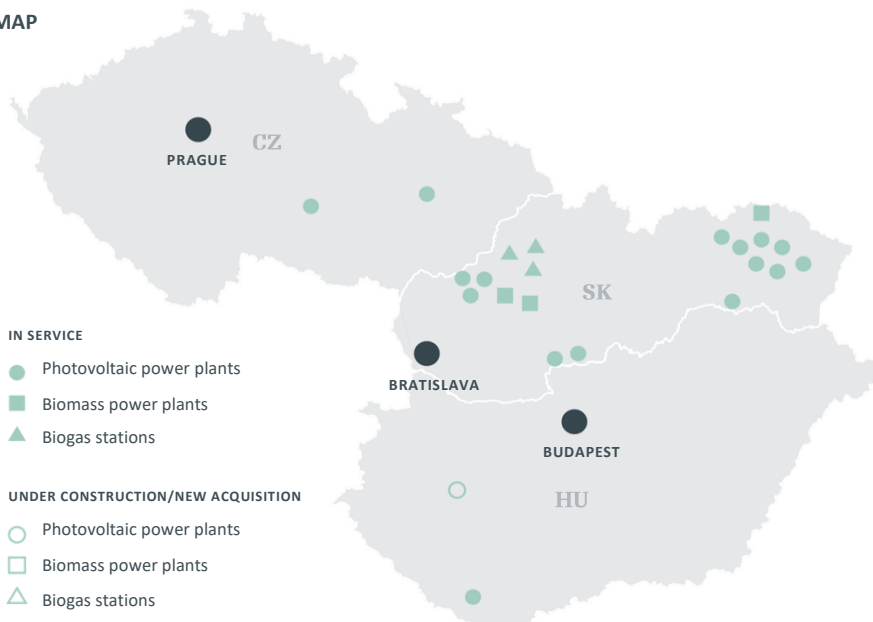 MAP
CZ
PRAGUE
SK
IN SERVICE
Photovoltaic power plants
Biomass power plants
Biogas stations
BRATISLAVA
BUDAPEST
HU
UNDER CONSTRUCTION/NEW ACQUISITION
Photovoltaic power plants
Biomass power plants
Biogas stations